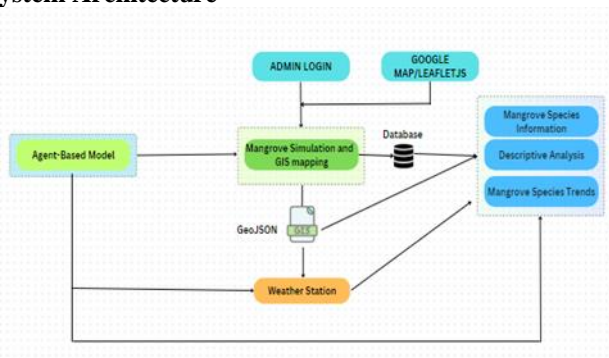 ystem Architecture
ADMIN LOGIN
GOOGLE
MAP/LEAFLETJS
Mangrove Species
Information
Database
Agent-Based Model
Mangrove Simulation and
GIS mapping
Descriptive Analysis
Mangrove Species Trends
GeoJSON
GIS
Weather Station